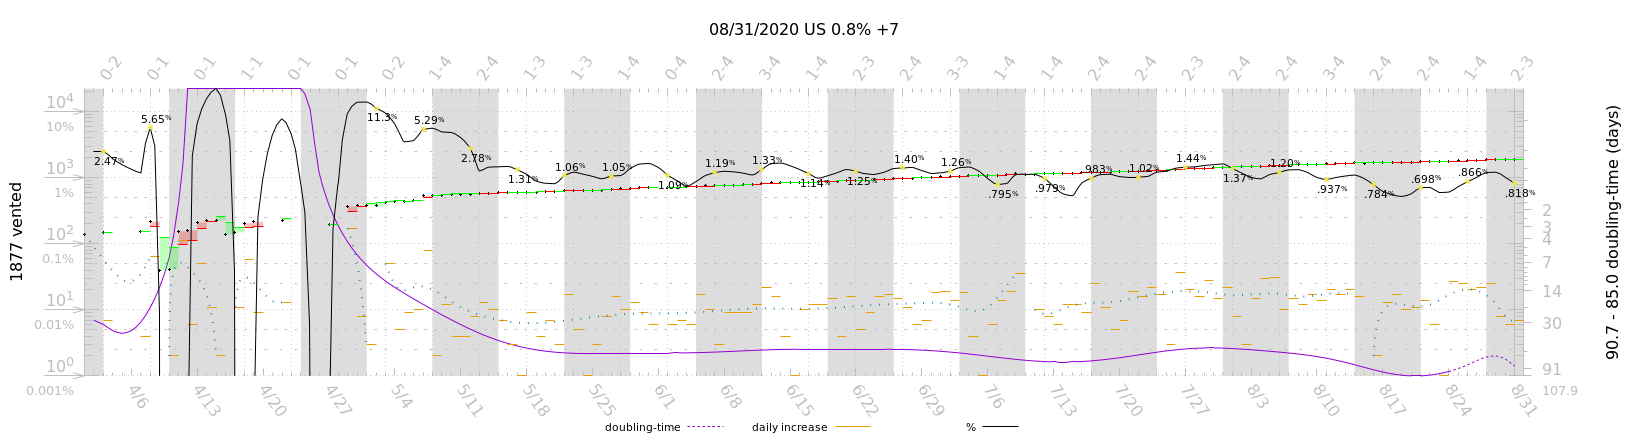 08/31/2020 US 0.8% +7
0-2 0-1 0-1 1-1 0-1 0-1 0-2 1-4 2-4 1-3 1-3 1-4 0-4 2-4 3-4 1-4 2-4 2-4 3-3 1-4 1-4 2-4 2-3 2-4 2-4 3-4 2-4 2-4 1-4 2-3
10^4
10%
10^3
1%
10^2
0.1%
10^1
0.01%
10^0
0.001%
1877 vented
2.47% 5.65% 11.3% 5.29% 2.78% 1.31% 1.06% 1.05% 1.09% 1.19% 1.33% 1.14% 1.25% 1.40% 1.26% .795% .979% .983% 1.02% 1.44% 1.37% 1.20% .937% .784% .698% .866% .818%
2
3
4
7
14
30
91
107.9
90.7 - 85.0 doubling-time (days)
4/6 4/13 4/20 4/27 5/4 5/11 5/18 5/25 6/1 6/8 6/15 6/22 6/29 7/6 7/13 7/20 7/27 8/3 8/10 8/17 8/24 8/31
doubling-time daily increase %